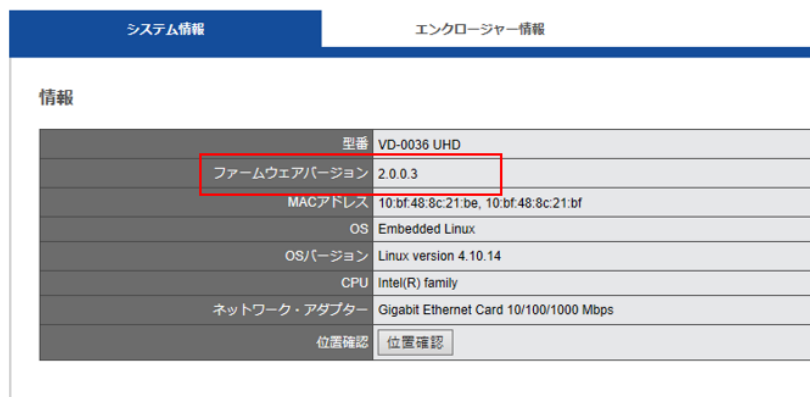 システム情報 エンクロージャー情報
情報
型番 VD-0036 UHD
ファームウェアバージョン 2.0.0.3
MACアドレス 10:bf:48:8c:21:be, 10:bf:48:8c:21:bf
OS Embedded Linux
OSバージョン Linux version 4.10.14
CPU Intel(R) family
ネットワーク・アダプター Gigabit Ethernet Card 10/100/1000 Mbps
位置確認 位置確認